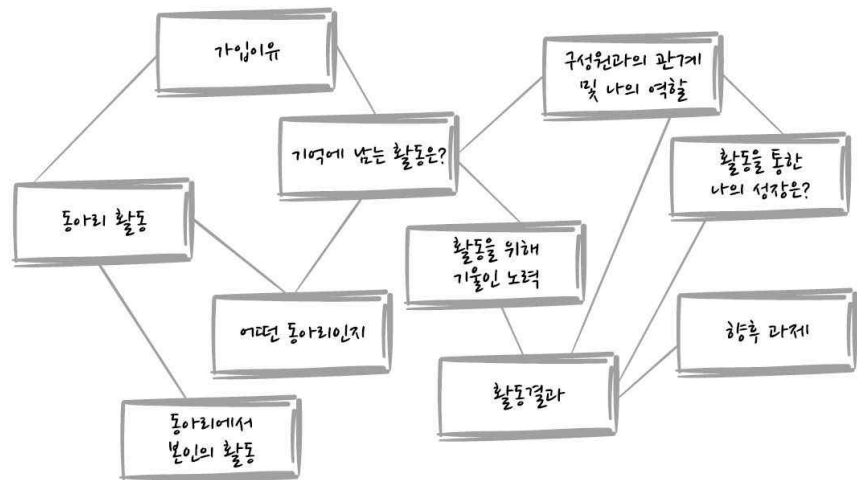 가입이유
구성원과의 관계
및 나의 역할
기억에 남는 활동은?
활동을 통한
나의 성장은?
동아리 활동
활동을 위해
기울인 노력
어떤 동아리인지
향후 과제
활동결과
동아리에서
본인의 활동